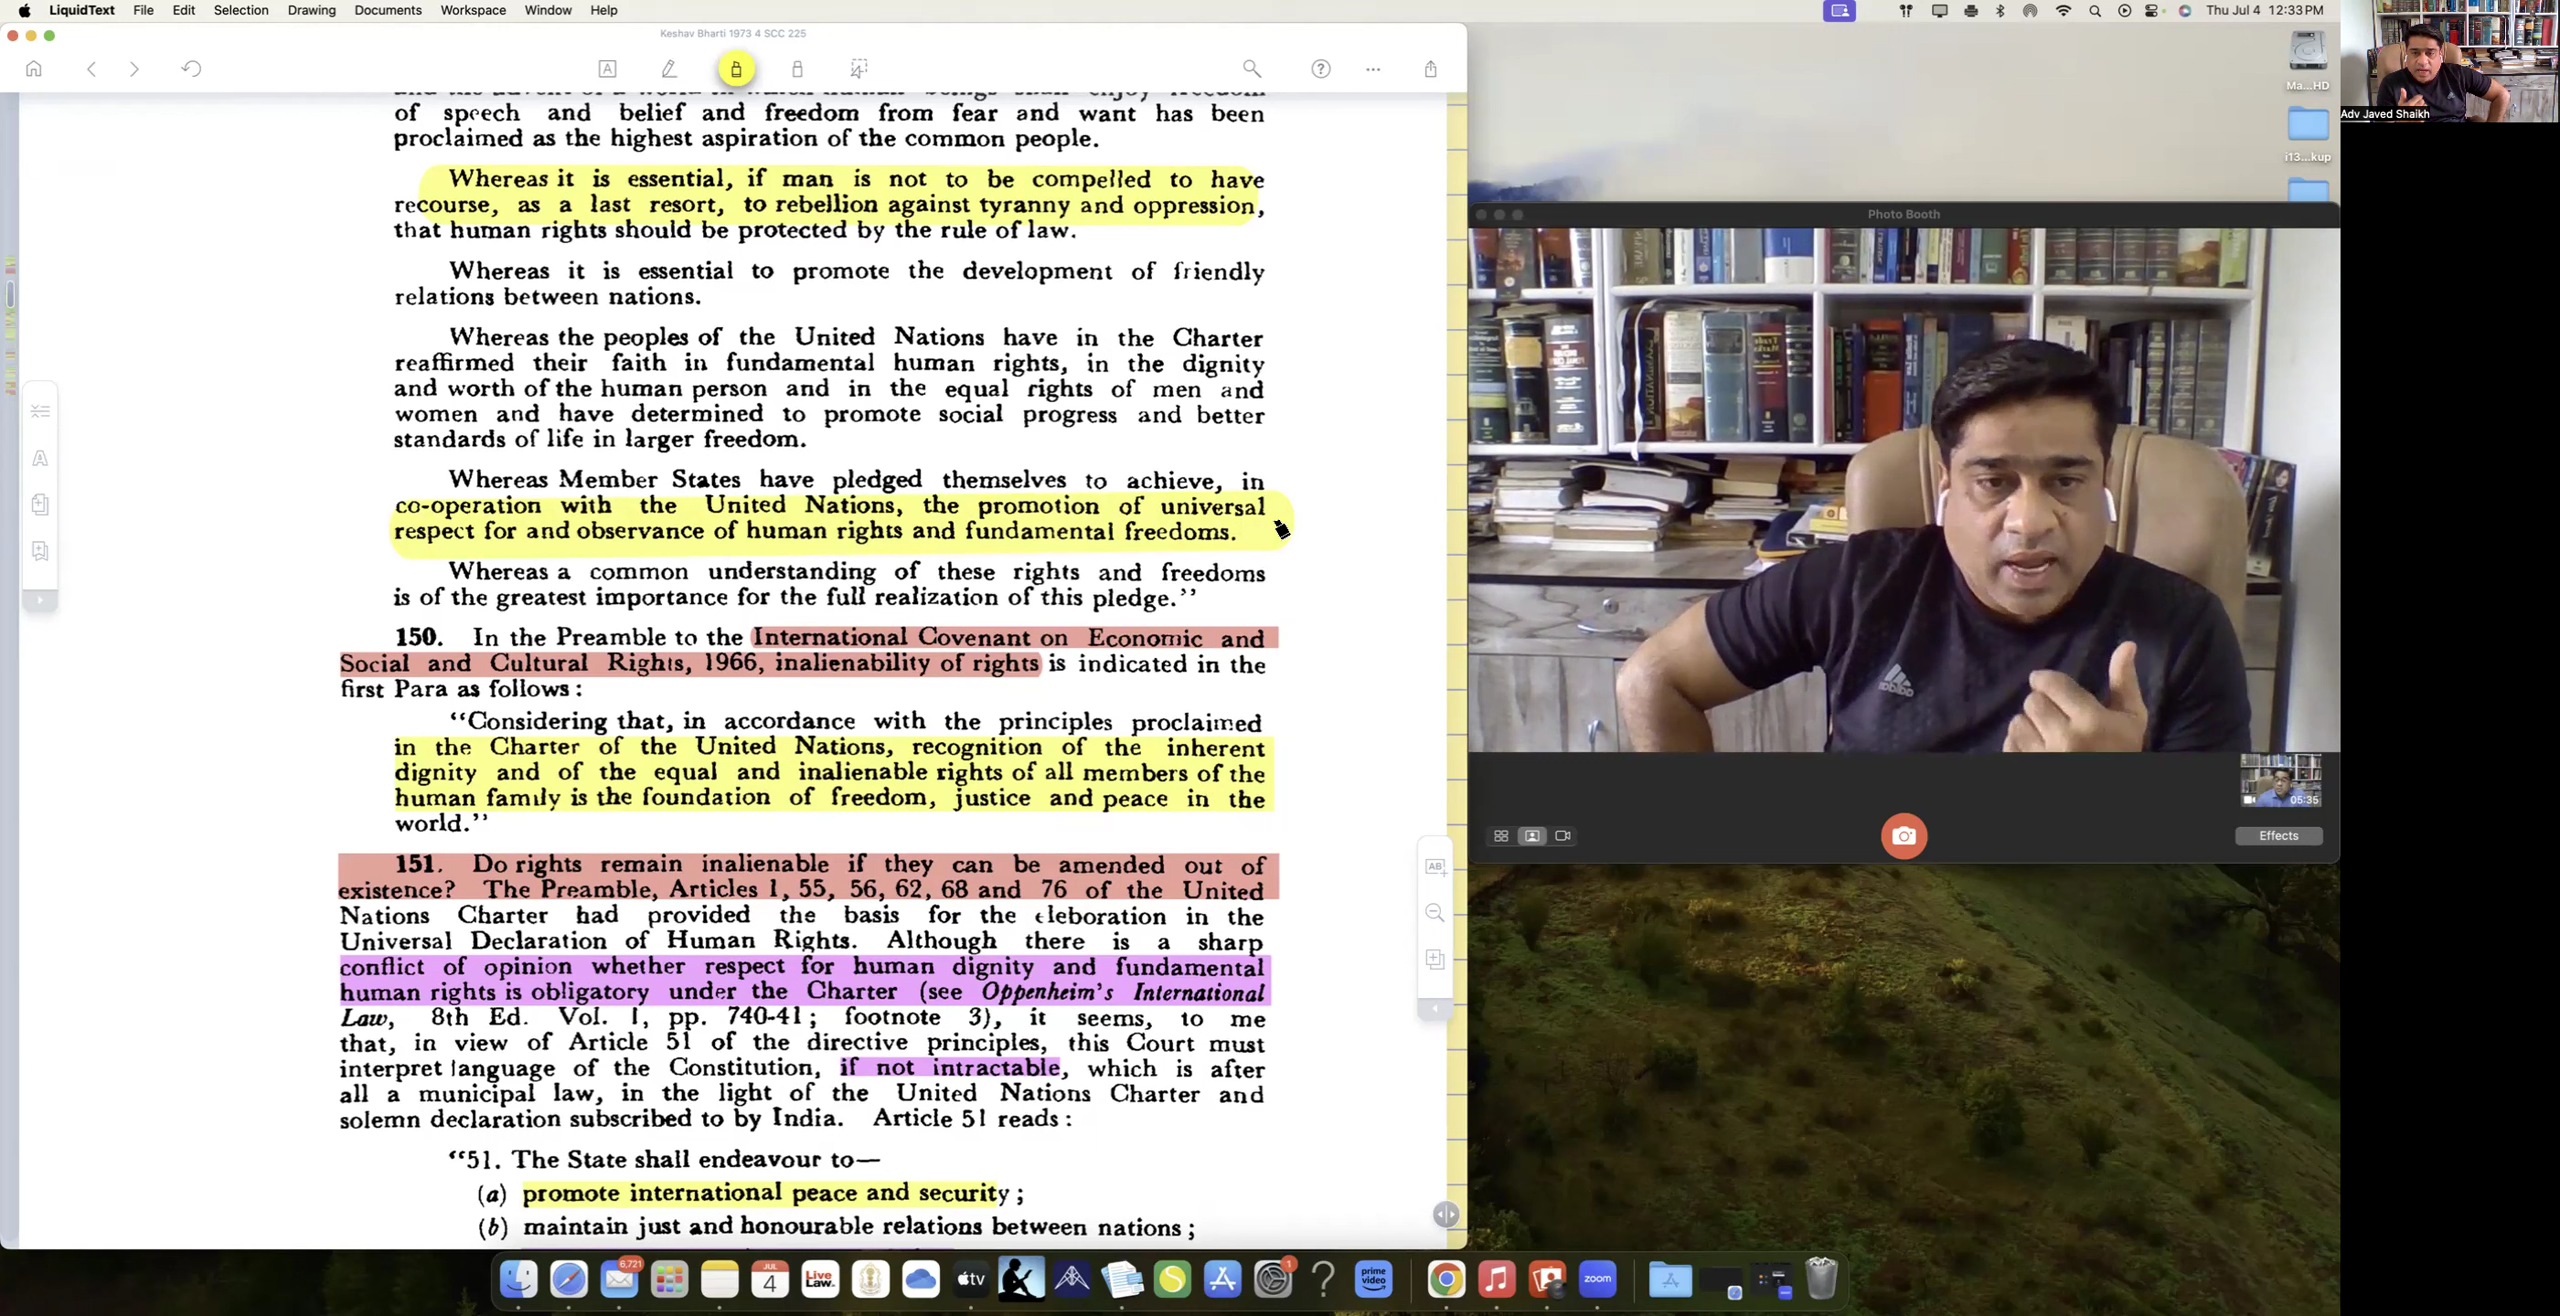 LiquidText File Edit Selection Drawing Documents Workspace Window Help
Thu Jul 4 12:33 PM
Keshav Bharti 1973 4 SCC 225
of speech and belief and freedom from fear and want has been
proclaimed as the highest aspiration of the common people.
Whereas it is essential, if man is not to be compelled to have
recourse, as a last resort, to rebellion against tyranny and oppression,
that human rights should be protected by the rule of law.
Whereas it is essential to promote the development of friendly
relations between nations.
Whereas the peoples of the United Nations have in the Charter
reaffirmed their faith in fundamental human rights, in the dignity
and worth of the human person and in the equal rights of men and
women and have determined to promote social progress and better
standards of life in larger freedom.
Whereas Member States have pledged themselves to achieve, in
co-operation with the United Nations, the promotion of universal
respect for and observance of human rights and fundamental freedoms.
Whereas a common understanding of these rights and freedoms
is of the greatest importance for the full realization of this pledge.”
150. In the Preamble to the International Covenant on Economic and
Social and Cultural Rights, 1966, inalienability of rights is indicated in the
first Para as follows :
“Considering that, in accordance with the principles proclaimed
in the Charter of the United Nations, recognition of the inherent
dignity and of the equal and inalienable rights of all members of the
human family is the foundation of freedom, justice and peace in the
world.”
151. Do rights remain inalienable if they can be amended out of
existence? The Preamble, Articles 1, 55, 56, 62, 68 and 76 of the United
Nations Charter had provided the basis for the eleboration in the
Universal Declaration of Human Rights. Although there is a sharp
conflict of opinion whether respect for human dignity and fundamental
human rights is obligatory under the Charter (see Oppenheim’s International
Law, 8th Ed. Vol. I, pp. 740-41 ; footnote 3), it seems, to me
that, in view of Article 51 of the directive principles, this Court must
interpret language of the Constitution, if not intractable, which is after
all a municipal law, in the light of the United Nations Charter and
solemn declaration subscribed to by India. Article 51 reads :
“51. The State shall endeavour to—
(a) promote international peace and security ;
(b) maintain just and honourable relations between nations ;
Ma...HD
i13...kup
Adv Javed Shaikh
Photo Booth
adidas
05:35
Effects
6,721
JUL
4
Live
Law.
tv
1
prime
video
zoom